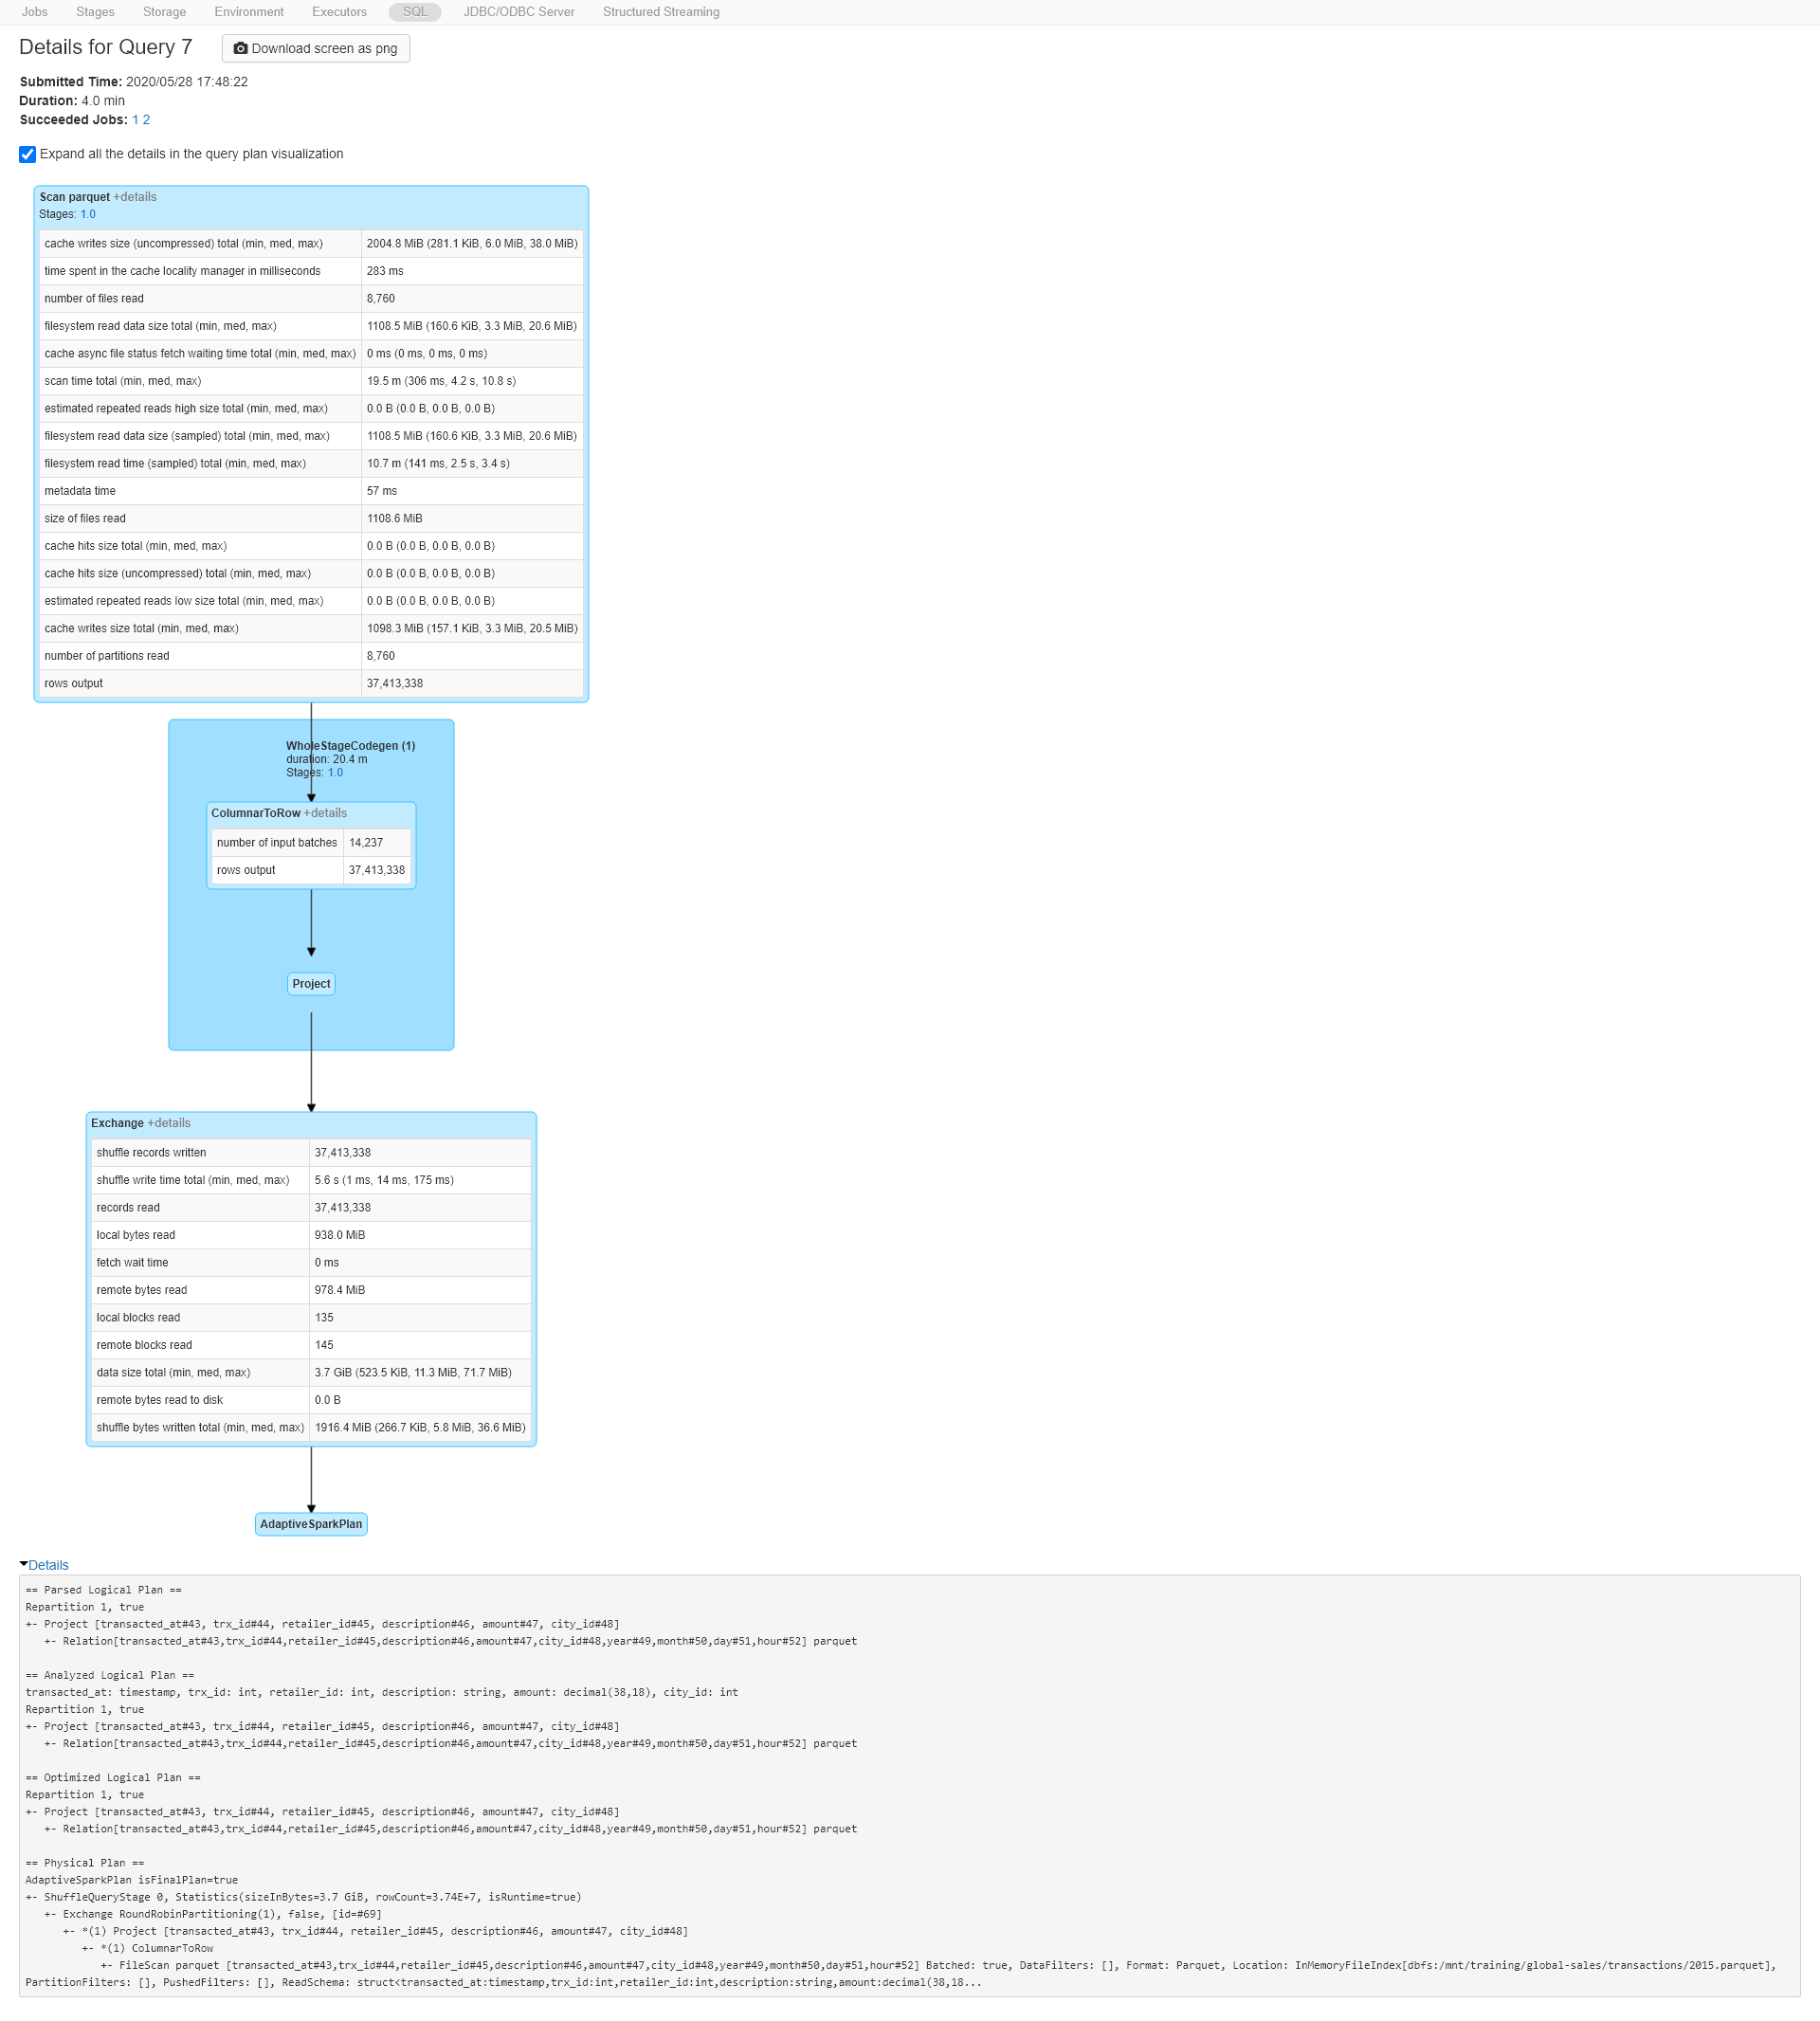 Jobs Stages Storage Environment Executors SQL JDBC/ODBC Server Structured Streaming
Details for Query 7 Download screen as png
Submitted Time: 2020/05/28 17:48:22
Duration: 4.0 min
Succeeded Jobs: 1 2
Expand all the details in the query plan visualization
Scan parquet +details
Stages: 1.0
cache writes size (uncompressed) total (min, med, max) 2004.8 MiB (281.1 KiB, 6.0 MiB, 38.0 MiB)
time spent in the cache locality manager in milliseconds 283 ms
number of files read 8,760
filesystem read data size total (min, med, max) 1108.5 MiB (160.6 KiB, 3.3 MiB, 20.6 MiB)
cache async file status fetch waiting time total (min, med, max) 0 ms (0 ms, 0 ms, 0 ms)
scan time total (min, med, max) 19.5 m (306 ms, 4.2 s, 10.8 s)
estimated repeated reads high size total (min, med, max) 0.0 B (0.0 B, 0.0 B, 0.0 B)
filesystem read data size (sampled) total (min, med, max) 1108.5 MiB (160.6 KiB, 3.3 MiB, 20.6 MiB)
filesystem read time (sampled) total (min, med, max) 10.7 m (141 ms, 2.5 s, 3.4 s)
metadata time 57 ms
size of files read 1108.6 MiB
cache hits size total (min, med, max) 0.0 B (0.0 B, 0.0 B, 0.0 B)
cache hits size (uncompressed) total (min, med, max) 0.0 B (0.0 B, 0.0 B, 0.0 B)
estimated repeated reads low size total (min, med, max) 0.0 B (0.0 B, 0.0 B, 0.0 B)
cache writes size total (min, med, max) 1098.3 MiB (157.1 KiB, 3.3 MiB, 20.5 MiB)
number of partitions read 8,760
rows output 37,413,338
WholeStageCodegen (1)
duration: 20.4 m
Stages: 1.0
ColumnarToRow +details
number of input batches 14,237
rows output 37,413,338
Project
Exchange +details
shuffle records written 37,413,338
shuffle write time total (min, med, max) 5.6 s (1 ms, 14 ms, 175 ms)
records read 37,413,338
local bytes read 938.0 MiB
fetch wait time 0 ms
remote bytes read 978.4 MiB
local blocks read 135
remote blocks read 145
data size total (min, med, max) 3.7 GiB (523.5 KiB, 11.3 MiB, 71.7 MiB)
remote bytes read to disk 0.0 B
shuffle bytes written total (min, med, max) 1916.4 MiB (266.7 KiB, 5.8 MiB, 36.6 MiB)
AdaptiveSparkPlan
Details
== Parsed Logical Plan ==
Repartition 1, true
+- Project [transacted_at#43, trx_id#44, retailer_id#45, description#46, amount#47, city_id#48]
   +- Relation[transacted_at#43,trx_id#44,retailer_id#45,description#46,amount#47,city_id#48,year#49,month#50,day#51,hour#52] parquet
== Analyzed Logical Plan ==
transacted_at: timestamp, trx_id: int, retailer_id: int, description: string, amount: decimal(38,18), city_id: int
Repartition 1, true
+- Project [transacted_at#43, trx_id#44, retailer_id#45, description#46, amount#47, city_id#48]
   +- Relation[transacted_at#43,trx_id#44,retailer_id#45,description#46,amount#47,city_id#48,year#49,month#50,day#51,hour#52] parquet
== Optimized Logical Plan ==
Repartition 1, true
+- Project [transacted_at#43, trx_id#44, retailer_id#45, description#46, amount#47, city_id#48]
   +- Relation[transacted_at#43,trx_id#44,retailer_id#45,description#46,amount#47,city_id#48,year#49,month#50,day#51,hour#52] parquet
== Physical Plan ==
AdaptiveSparkPlan isFinalPlan=true
+- ShuffleQueryStage 0, Statistics(sizeInBytes=3.7 GiB, rowCount=3.74E+7, isRuntime=true)
   +- Exchange RoundRobinPartitioning(1), false, [id=#69]
      +- *(1) Project [transacted_at#43, trx_id#44, retailer_id#45, description#46, amount#47, city_id#48]
         +- *(1) ColumnarToRow
            +- FileScan parquet [transacted_at#43,trx_id#44,retailer_id#45,description#46,amount#47,city_id#48,year#49,month#50,day#51,hour#52] Batched: true, DataFilters: [], Format: Parquet, Location: InMemoryFileIndex[dbfs:/mnt/training/global-sales/transactions/2015.parquet],
PartitionFilters: [], PushedFilters: [], ReadSchema: struct<transacted_at:timestamp,trx_id:int,retailer_id:int,description:string,amount:decimal(38,18...